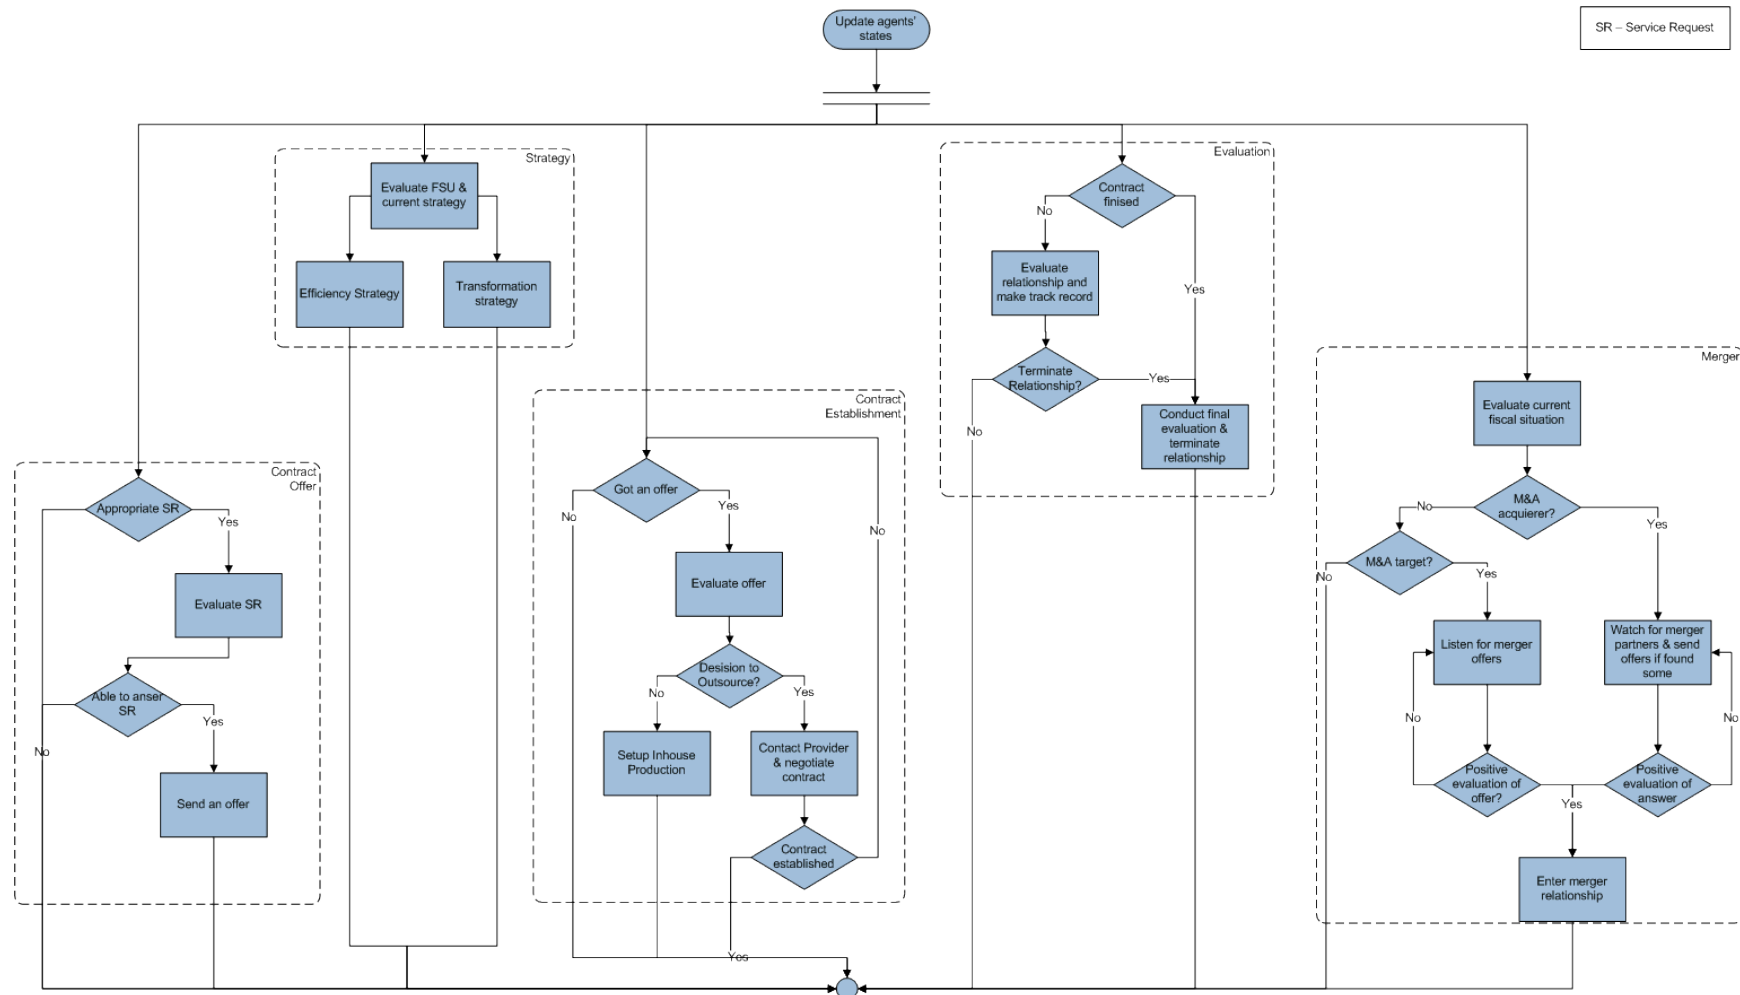 Update agents'
states
SR – Service Request
Strategy
Evaluate FSU &
current strategy
Efficiency Strategy
Transformation
strategy
Evaluation
Contract
finised
No
Yes
Evaluate
relationship and
make track record
Terminate
Relationship?
Yes
No
Conduct final
evaluation &
terminate
relationship
Contract
Offer
Appropriate SR
Yes
Evaluate SR
Able to anser
SR
Yes
No
Send an offer
Contract
Establishment
Got an offer
No
Yes
No
Evaluate offer
Desision to
Outsource?
No
Yes
Setup Inhouse
Production
Contact Provider
& negotiate
contract
Contract
established
Yes
Merger
Evaluate current
fiscal situation
M&A
acquierer?
No
Yes
M&A target?
No
Yes
Listen for merger
offers
Watch for merger
partners & send
offers if found
some
No
No
Positive
evaluation of
offer?
Positive
evaluation of
answer
Yes
Enter merger
relationship